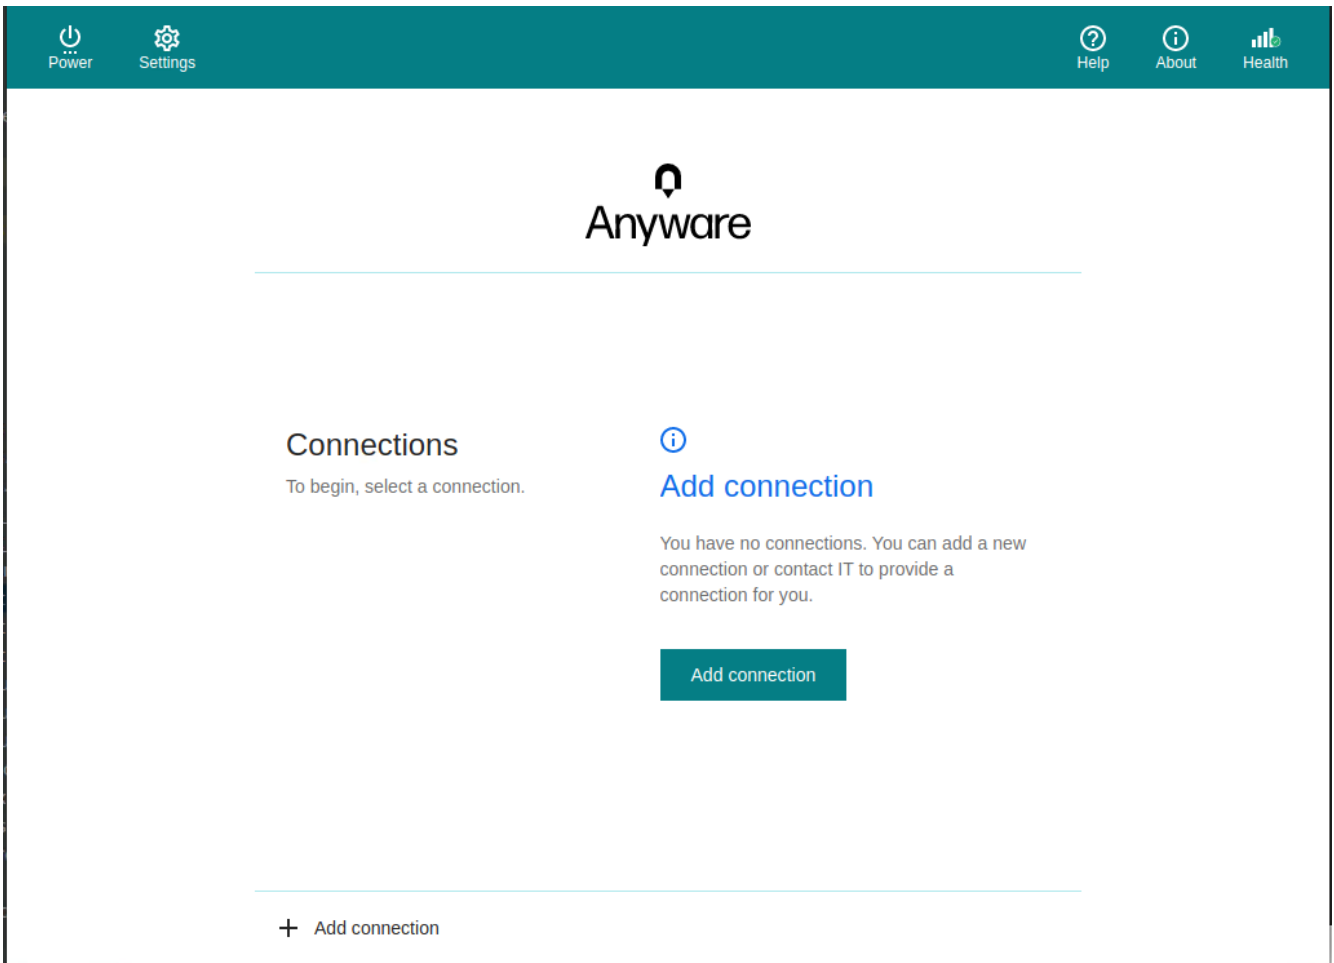 Power
Settings
Help
About
Health
Anyware
Connections
To begin, select a connection.
Add connection
You have no connections. You can add a new
connection or contact IT to provide a
connection for you.
Add connection
Add connection